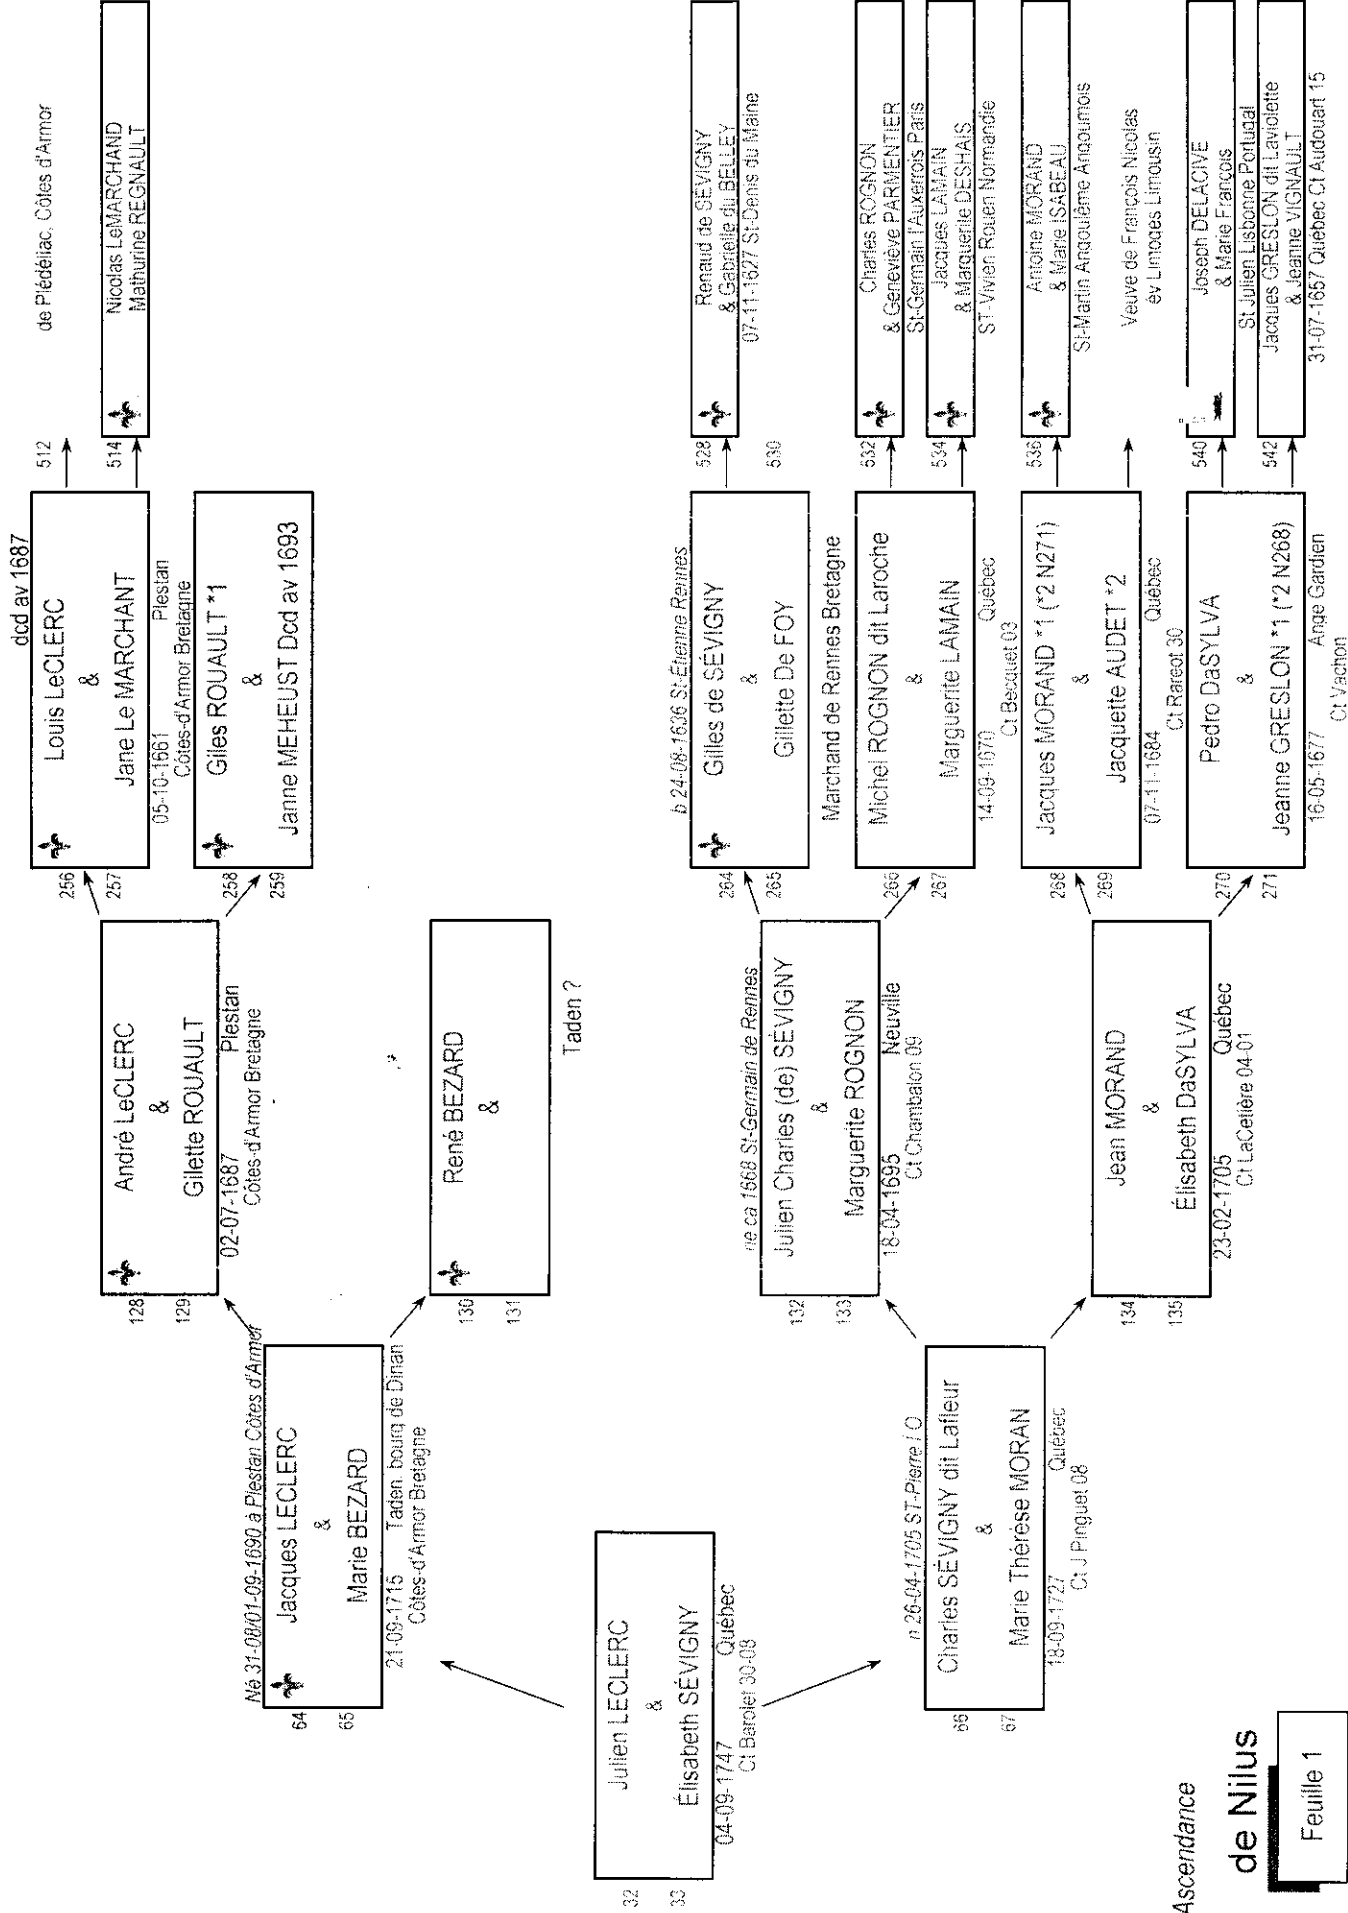 Ascendance
de Nilus
Feuille 1
32
33
Julien LECLERC
&
Élisabeth SÉVIGNY
04-09-1747 Québec
Ct Barolet 30-08
Né 31-08/01-09-1690 à Plestan Côtes d'Armor
64
65
Jacques LECLERC
&
Marie BEZARD
21-09-1715 Taden, bourg de Dinan
Côtes-d'Armor Bretagne
n 26-04-1705 ST-Pierre I O
66
67
Charles SÉVIGNY dit Lafleur
&
Marie Thérèse MORAN
18-09-1727 Québec
Ct J Pinguet 08
128
129
André LeCLERC
&
Gilette ROUAULT
02-07-1687 Plestan
Côtes-d'Armor Bretagne
130
131
René BEZARD
&
Taden ?
né ca 1668 St-Germain de Rennes
132
133
Julien Charles (de) SÉVIGNY
&
Marguerite ROGNON
18-04-1695 Neuville
Ct Chambalon 09
134
135
Jean MORAND
&
Élisabeth DaSYLVA
23-02-1705 Québec
Ct LaCetière 04-01
dcd av 1687
256
257
Louis LeCLERC
&
Jane Le MARCHANT
05-10-1661 Plestan
Côtes-d'Armor Bretagne
258
259
Giles ROUAULT *1
&
Janne MEHEUST Dcd av 1693
b 24-08-1636 St-Étienne Rennes
264
265
Gilles de SÉVIGNY
&
Gillette De FOY
Marchand de Rennes Bretagne
266
267
Michel ROGNON dit Laroche
&
Marguerite LAMAIN
14-09-1670 Québec
Ct Becquet 03
268
269
Jacques MORAND *1 (*2 N271)
&
Jacquette AUDET *2
07-11-1684 Québec
Ct Rareot 30
270
271
Pedro DaSYLVA
&
Jeanne GRESLON *1 (*2 N268)
16-05-1677 Ange Gardien
Ct Vachon
512
de Plédéliac, Côtes d'Armor
514
Nicolas LeMARCHAND
Mathurine REGNAULT
528
Renaud de SÉVIGNY
& Gabrielle du BELLEY
07-11-1627 St-Denis du Maine
530
532
Charles ROGNON
& Geneviève PARMENTIER
St-Germain l'Auxerrois Paris
534
Jacques LAMAIN
& Marguerite DESHAIS
ST-Vivien Rouen Normandie
536
Antoine MORAND
& Marie ISABEAU
St-Martin Angoulême Angoumois
Veuve de François Nicolas
év Limoges Limousin
540
Joseph DELACIVE
& Marie François
St Julien Lisbonne Portugal
542
Jacques GRESLON dit Laviolette
& Jeanne VIGNAULT
31-07-1657 Québec Ct Audouart 15